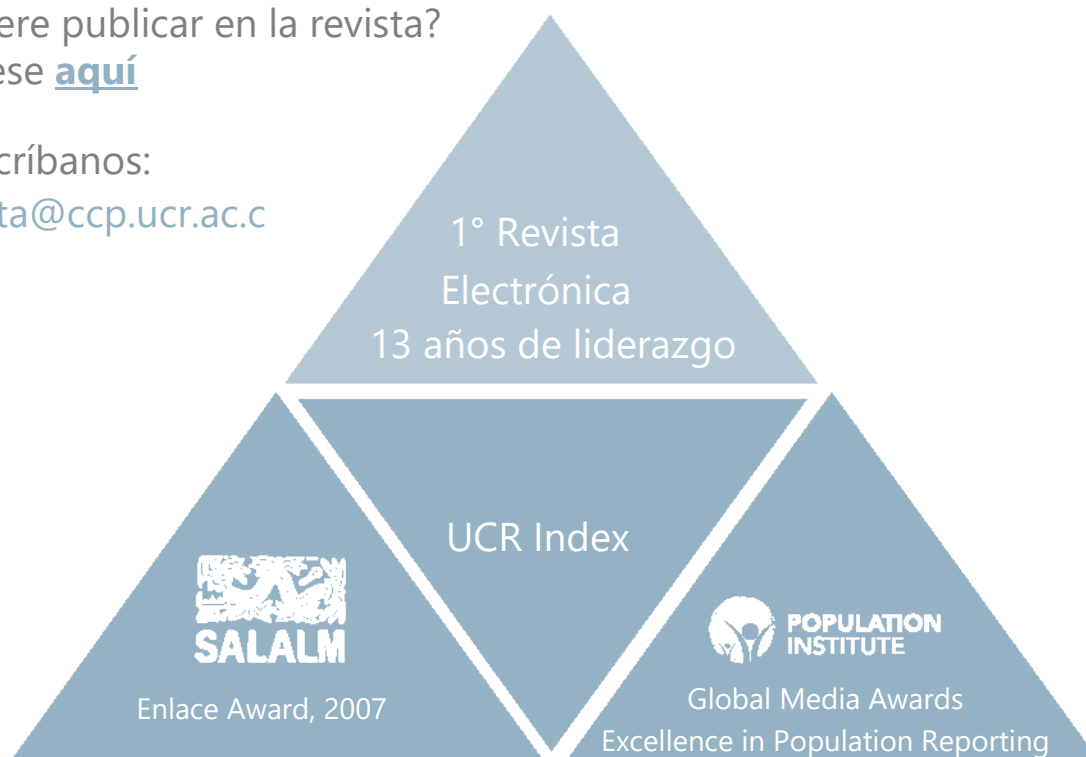 ere publicar en la revista?
ese aquí
críbanos:
ta@ccp.ucr.ac.c
1° Revista
Electrónica
13 años de liderazgo
UCR Index
SALALM
Enlace Award, 2007
POPULATION
INSTITUTE
Global Media Awards
Excellence in Population Reporting